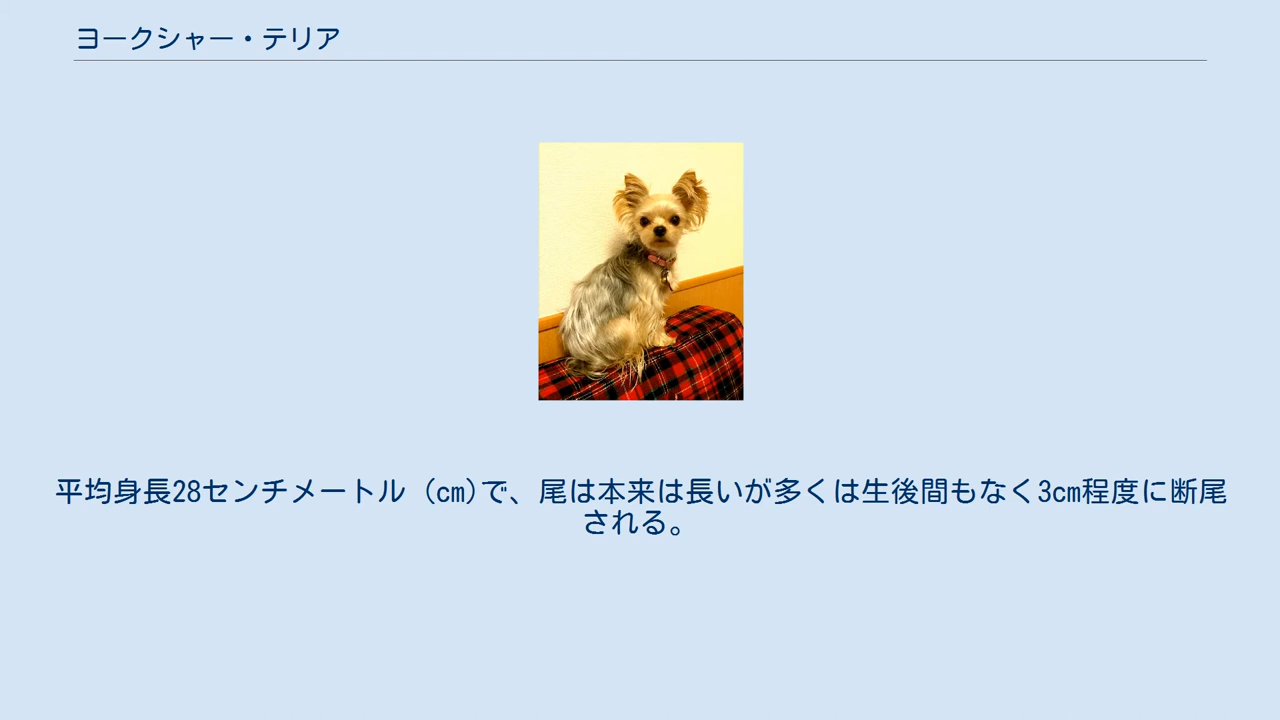 ヨークシャー・テリア
平均身長28センチメートル (cm)で、尾は本来は長いが多くは生後間もなく3cm程度に断尾
される。